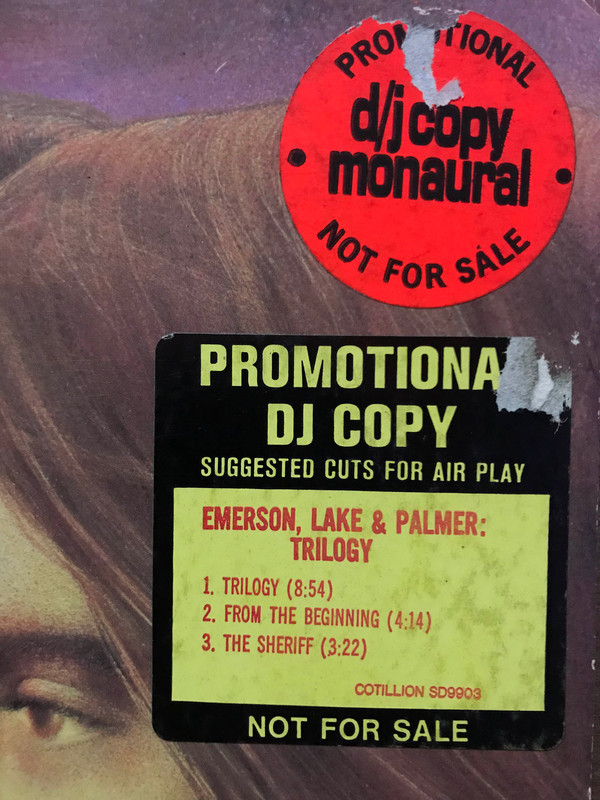 PROMOTIONAL
d/j copy
monaural
NOT FOR SALE
PROMOTIONA
DJ COPY
SUGGESTED CUTS FOR AIR PLAY
EMERSON, LAKE & PALMER:
TRILOGY
1. TRILOGY (8:54)
2. FROM THE BEGINNING (4:14)
3. THE SHERIFF (3:22)
COTILLION SD9903
NOT FOR SALE